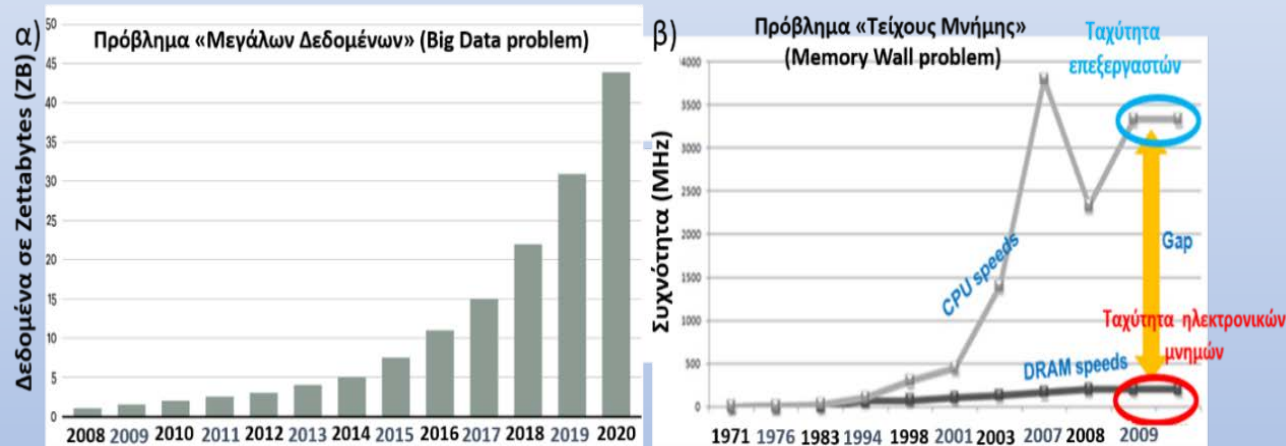 α)
Πρόβλημα «Μεγάλων Δεδομένων» (Big Data problem)
Δεδομένα σε Zettabytes (ZB)
50
45
40
35
30
25
20
15
10
5
0
2008 2009 2010 2011 2012 2013 2014 2015 2016 2017 2018 2019 2020
β)
Πρόβλημα «Τείχους Μνήμης»
(Memory Wall problem)
Ταχύτητα
επεξεργαστών
Συχνότητα (MHz)
4000
3500
3000
2500
2000
1500
1000
500
0
CPU speeds
Gap
Ταχύτητα ηλεκτρονικών
μνημών
DRAM speeds
1971 1976 1983 1994 1998 2001 2003 2007 2008 2009